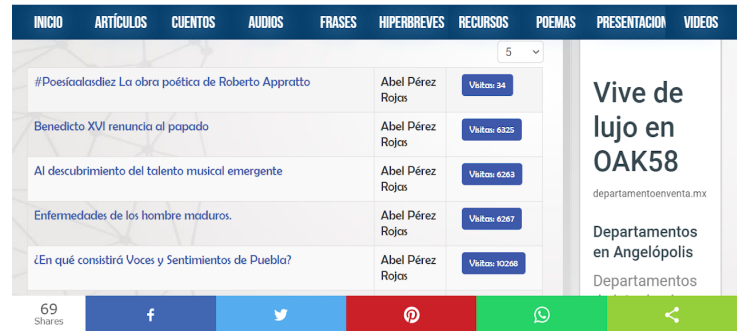 INICIO ARTÍCULOS CUENTOS AUDIOS FRASES HIPERBREVES RECURSOS POEMAS PRESENTACION VIDEOS
5
#Poesíaalasdiez La obra poética de Roberto Appratto
Abel Pérez
Rojas
Visitas: 34
Benedicto XVI renuncia al papado
Abel Pérez
Rojas
Visitas: 6325
Al descubrimiento del talento musical emergente
Abel Pérez
Rojas
Visitas: 6263
Enfermedades de los hombre maduros.
Abel Pérez
Rojas
Visitas: 6267
¿En qué consistirá Voces y Sentimientos de Puebla?
Abel Pérez
Rojas
Visitas: 10268
Vive de
lujo en
OAK58
departamentoenventa.mx
Departamentos
en Angelópolis
Departamentos
69
Shares